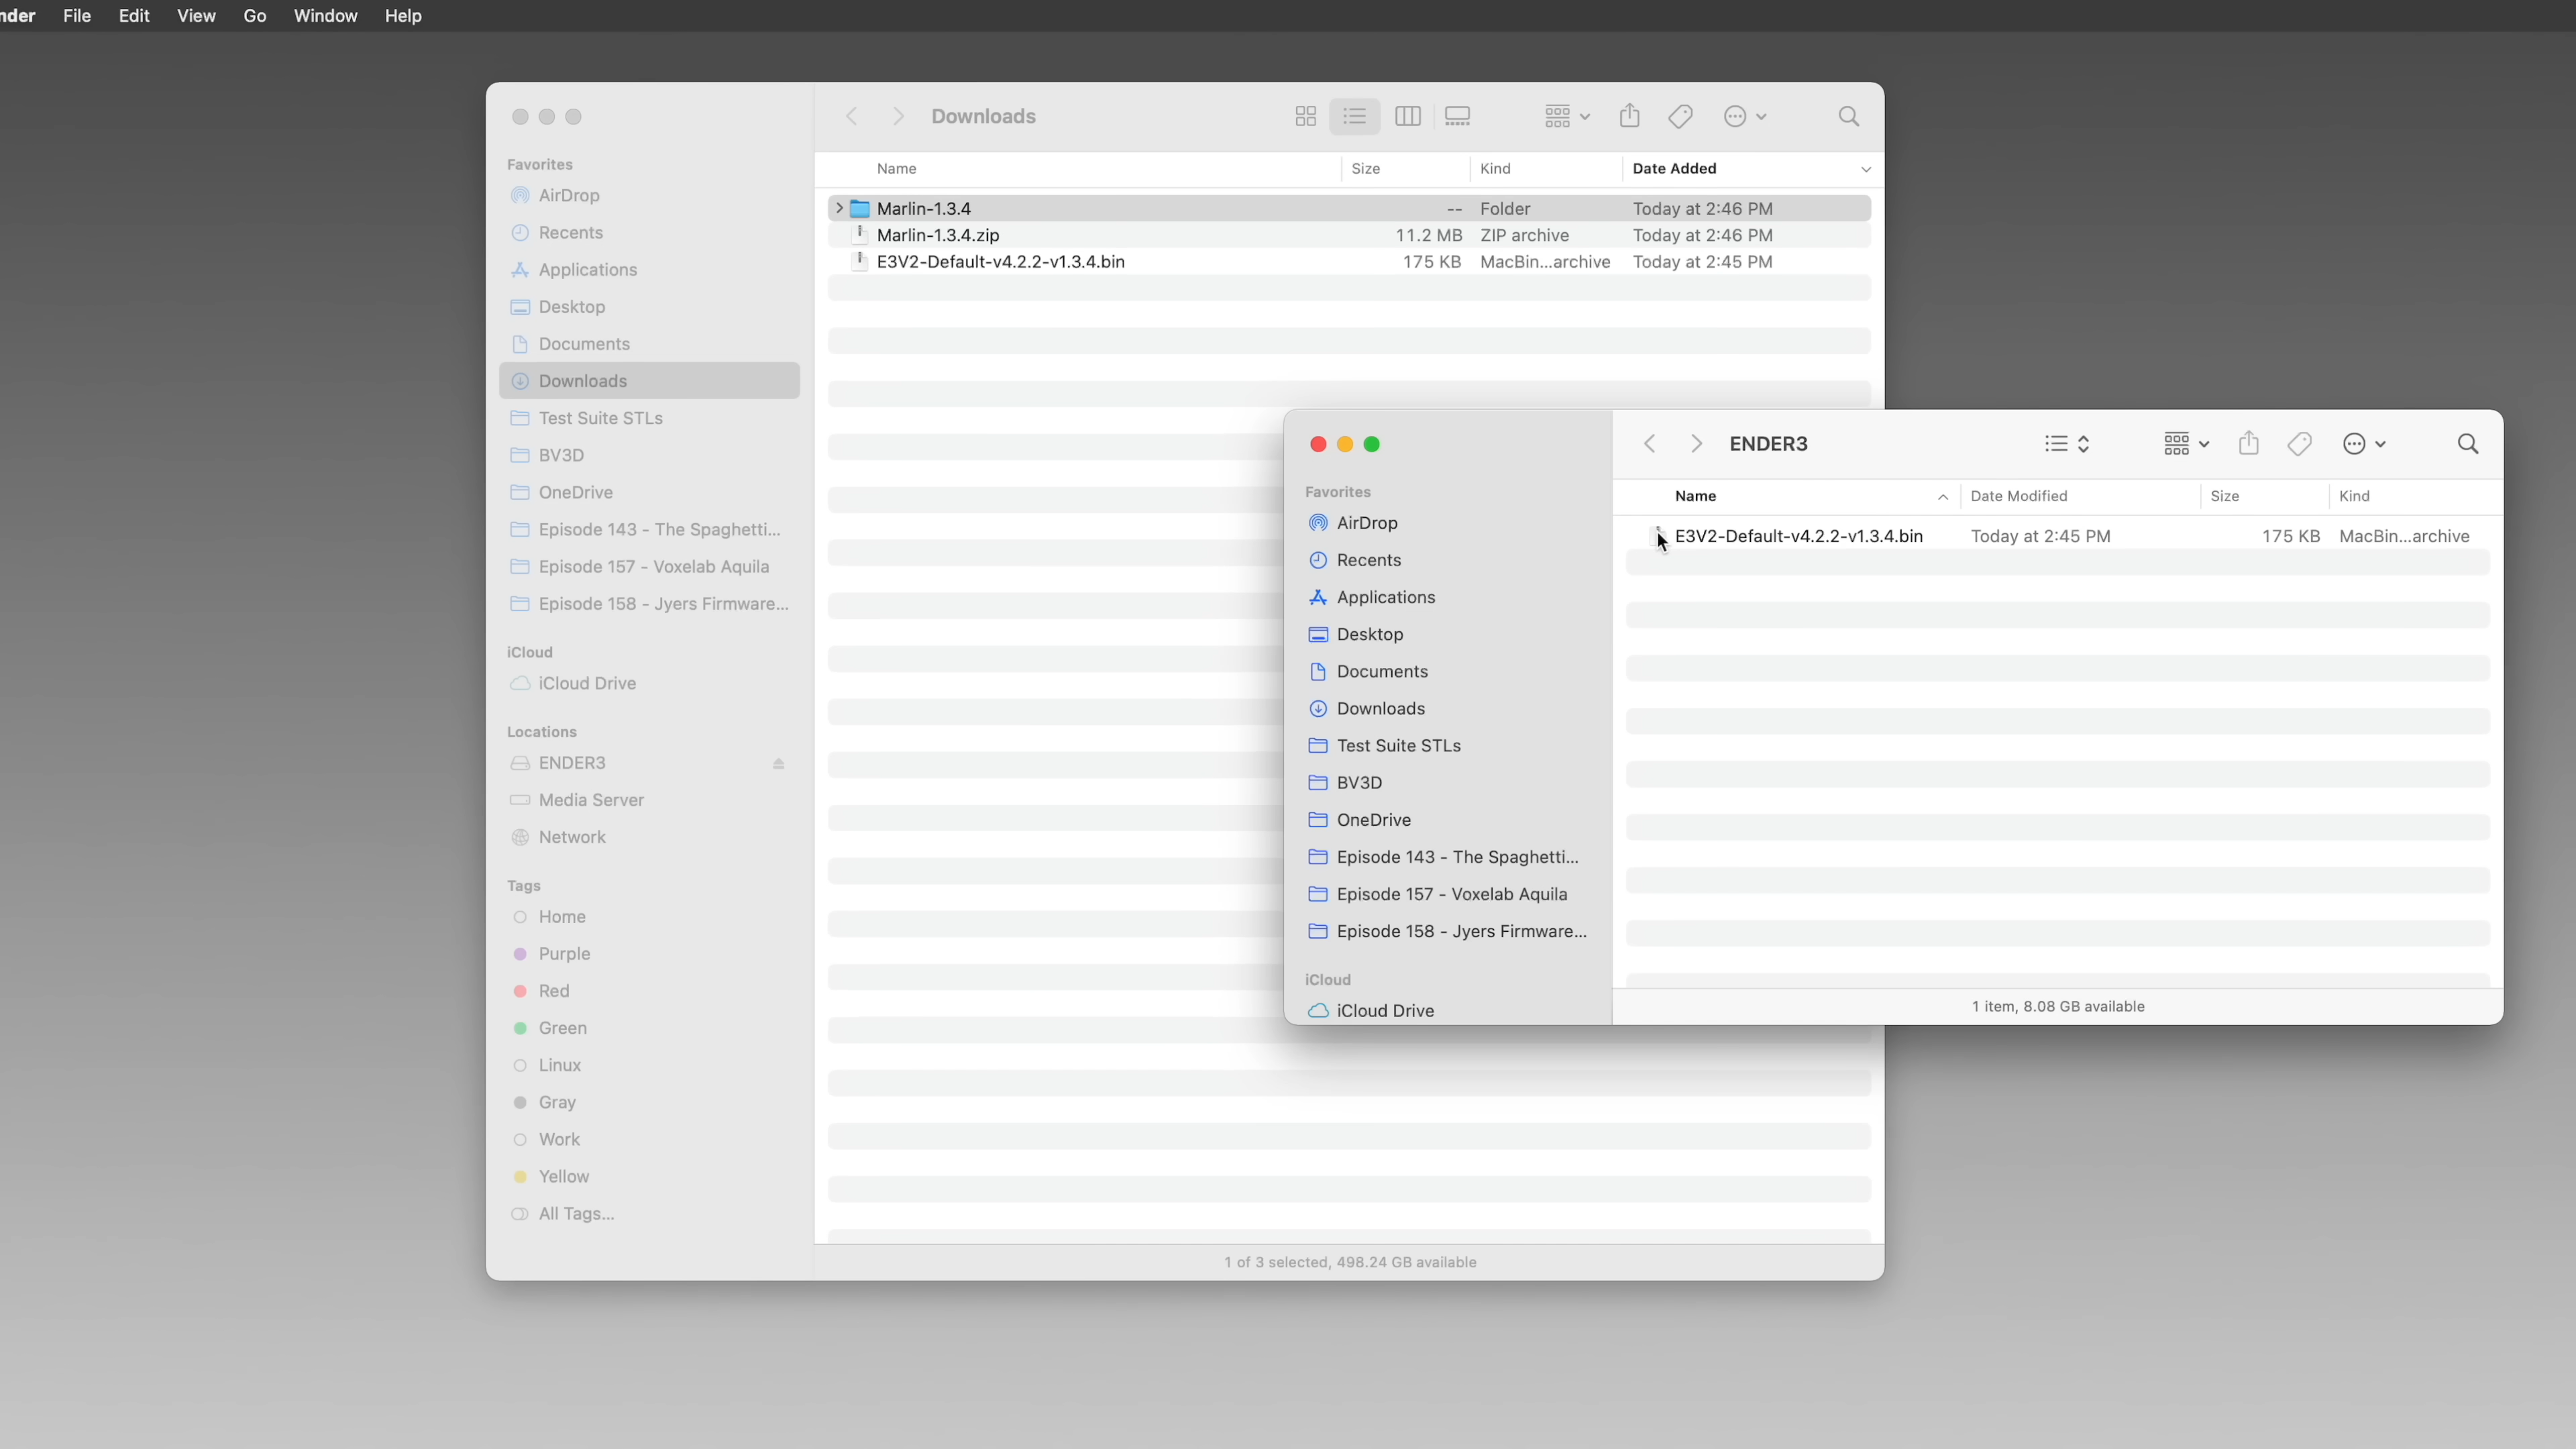 nder File Edit View Go Window Help
Downloads
Favorites
AirDrop
Recents
Applications
Desktop
Documents
Downloads
Test Suite STLs
BV3D
OneDrive
Episode 143 - The Spaghetti...
Episode 157 - Voxelab Aquila
Episode 158 - Jyers Firmware...
iCloud
iCloud Drive
Locations
ENDER3
Media Server
Network
Tags
Home
Purple
Red
Green
Linux
Gray
Work
Yellow
All Tags...
Name Size Kind Date Added
Marlin-1.3.4 -- Folder Today at 2:46 PM
Marlin-1.3.4.zip 11.2 MB ZIP archive Today at 2:46 PM
E3V2-Default-v4.2.2-v1.3.4.bin 175 KB MacBin...archive Today at 2:45 PM
1 of 3 selected, 498.24 GB available
ENDER3
Favorites
AirDrop
Recents
Applications
Desktop
Documents
Downloads
Test Suite STLs
BV3D
OneDrive
Episode 143 - The Spaghetti...
Episode 157 - Voxelab Aquila
Episode 158 - Jyers Firmware...
iCloud
iCloud Drive
Name Date Modified Size Kind
E3V2-Default-v4.2.2-v1.3.4.bin Today at 2:45 PM 175 KB MacBin...archive
1 item, 8.08 GB available